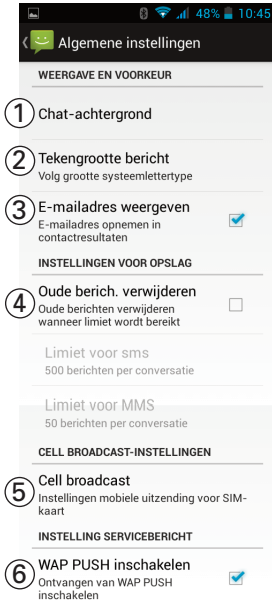 48% 10:45
Algemene instellingen
WEERGAVE EN VOORKEUR
1 Chat-achtergrond
2 Tekengrootte bericht
Volg grootte systeemlettertype
3 E-mailadres weergeven
E-mailadres opnemen in
contactresultaten
INSTELLINGEN VOOR OPSLAG
4 Oude berich. verwijderen
Oude berichten verwijderen
wanneer limiet wordt bereikt
Limiet voor sms
500 berichten per conversatie
Limiet voor MMS
50 berichten per conversatie
CELL BROADCAST-INSTELLINGEN
5 Cell broadcast
Instellingen mobiele uitzending voor SIM-
kaart
INSTELLING SERVICEBERICHT
6 WAP PUSH inschakelen
Ontvangen van WAP PUSH
inschakelen